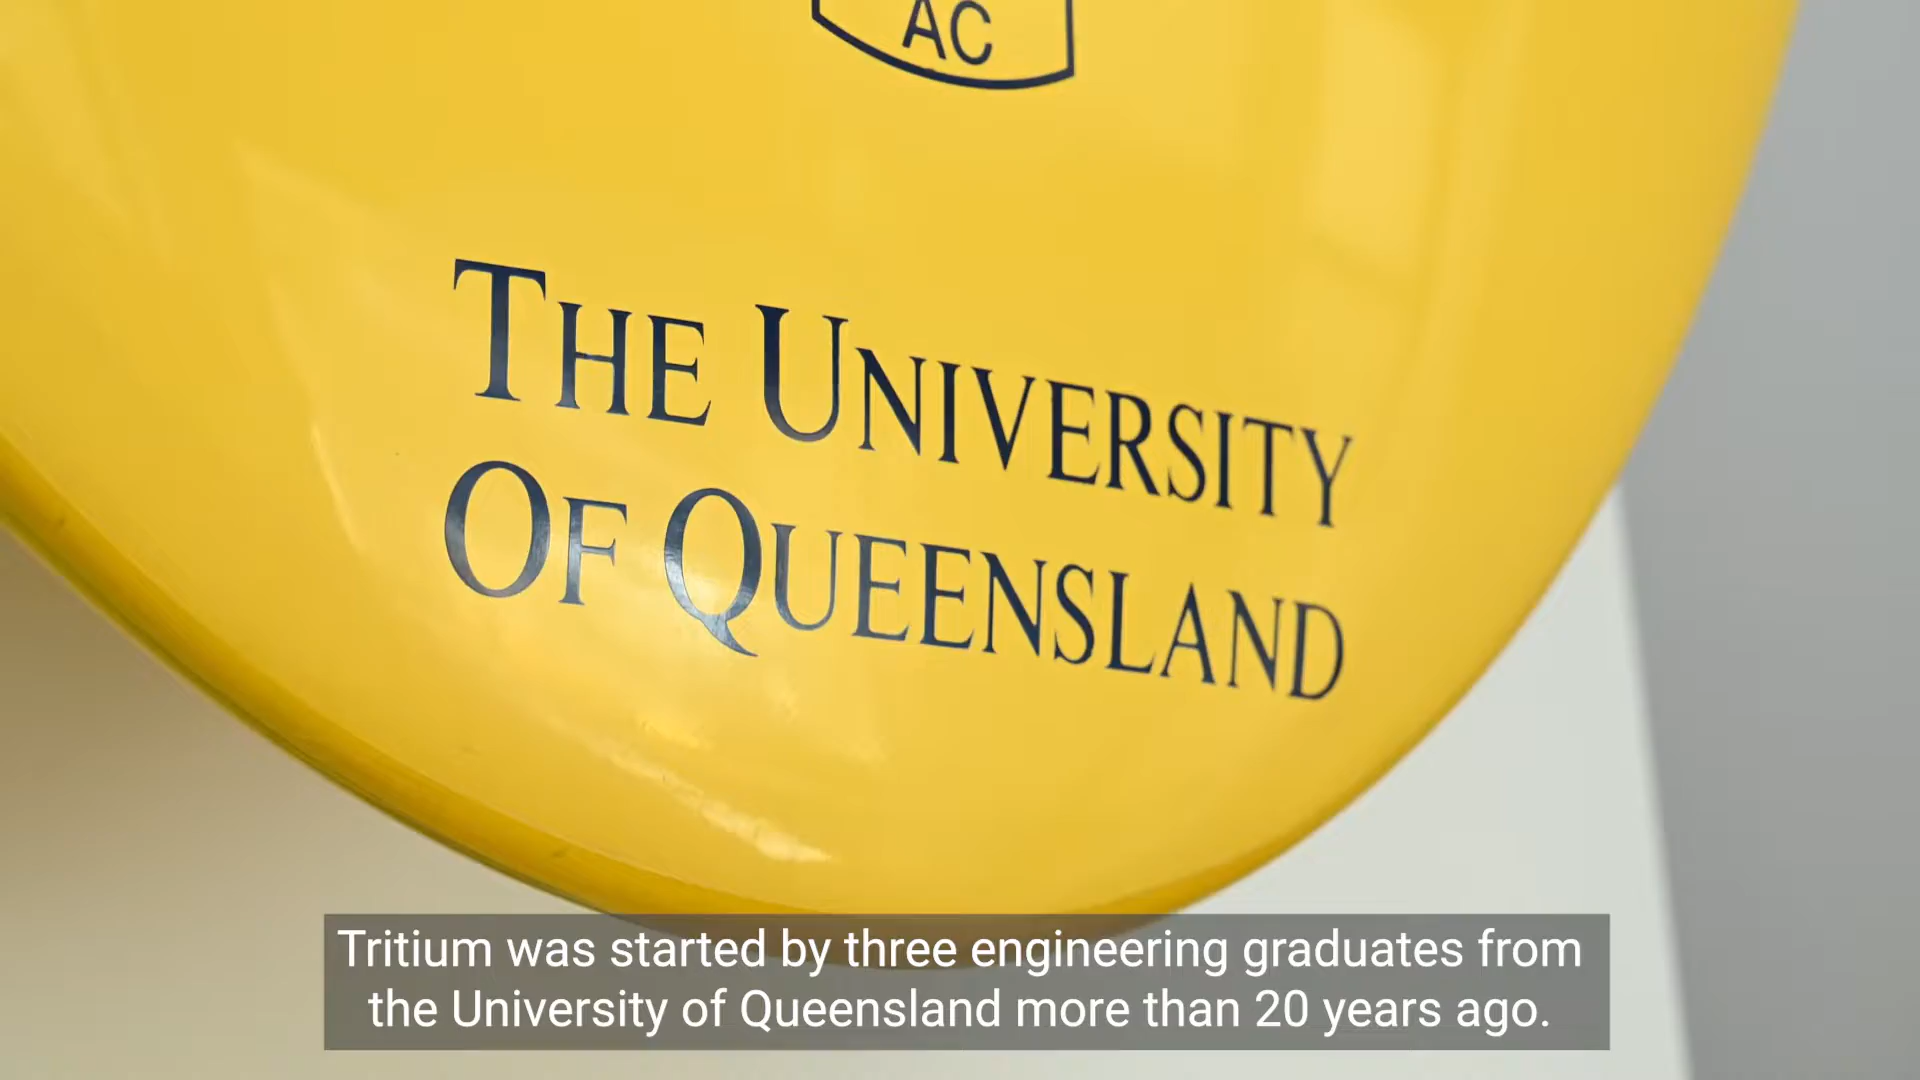 AC
THE UNIVERSITY
OF QUEENSLAND
Tritium was started by three engineering graduates from
the University of Queensland more than 20 years ago.